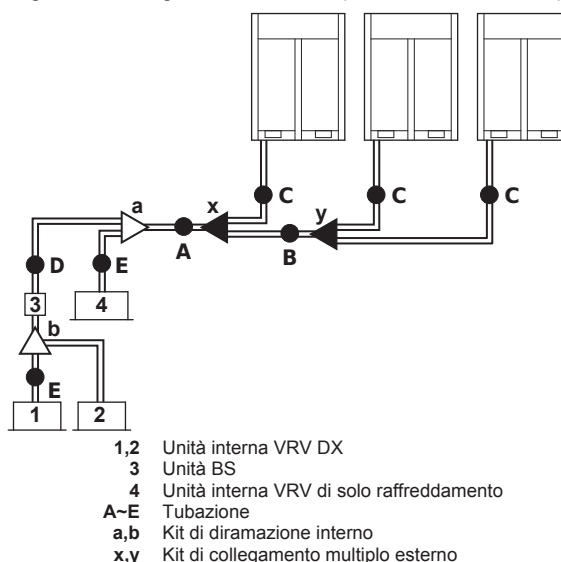 C
C
C
a
x
y
A
B
D
E
3
4
b
E
1
2
1,2 Unità interna VRV DX
3 Unità BS
4 Unità interna VRV di solo raffreddamento
A~E Tubazione
a,b Kit di diramazione interno
x,y Kit di collegamento multiplo esterno